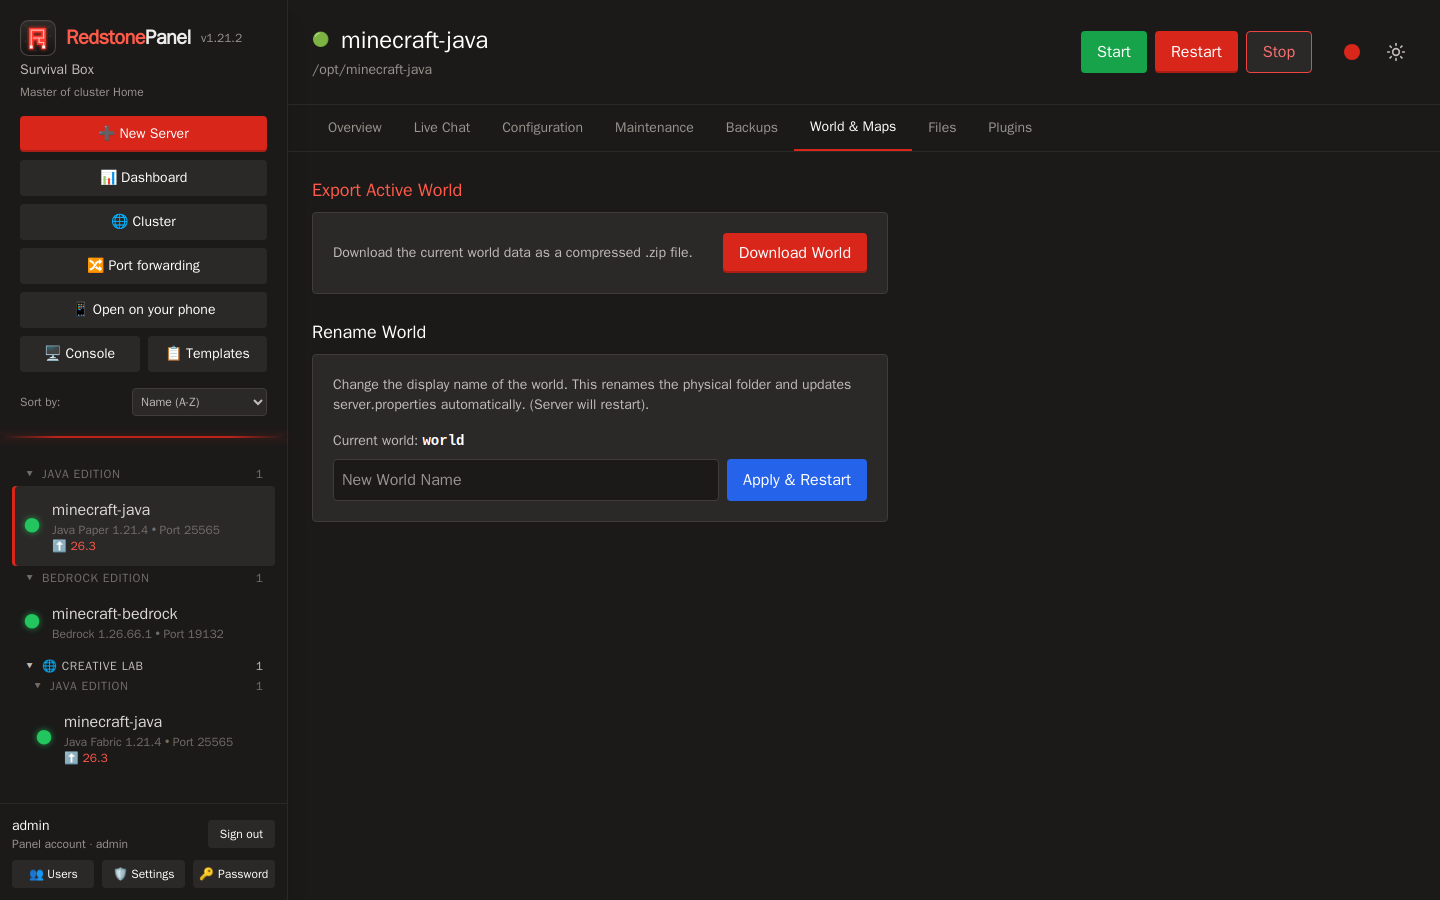 RedstonePanel v1.21.2
Survival Box
Master of cluster Home
➕ New Server
📊 Dashboard
🌐 Cluster
🔀 Port forwarding
📱 Open on your phone
🖥️ Console
📋 Templates
Sort by:
Name (A-Z)
▼ JAVA EDITION 1
minecraft-java
Java Paper 1.21.4 • Port 25565
⬆️ 26.3
▼ BEDROCK EDITION 1
minecraft-bedrock
Bedrock 1.26.66.1 • Port 19132
▼ 🌐 CREATIVE LAB 1
▼ JAVA EDITION 1
minecraft-java
Java Fabric 1.21.4 • Port 25565
⬆️ 26.3
admin
Panel account · admin
Sign out
👥 Users
🛡️ Settings
🔑 Password
minecraft-java
/opt/minecraft-java
Start
Restart
Stop
Overview
Live Chat
Configuration
Maintenance
Backups
World & Maps
Files
Plugins
Export Active World
Download the current world data as a compressed .zip file.
Download World
Rename World
Change the display name of the world. This renames the physical folder and updates
server.properties automatically. (Server will restart).
Current world: world
New World Name
Apply & Restart